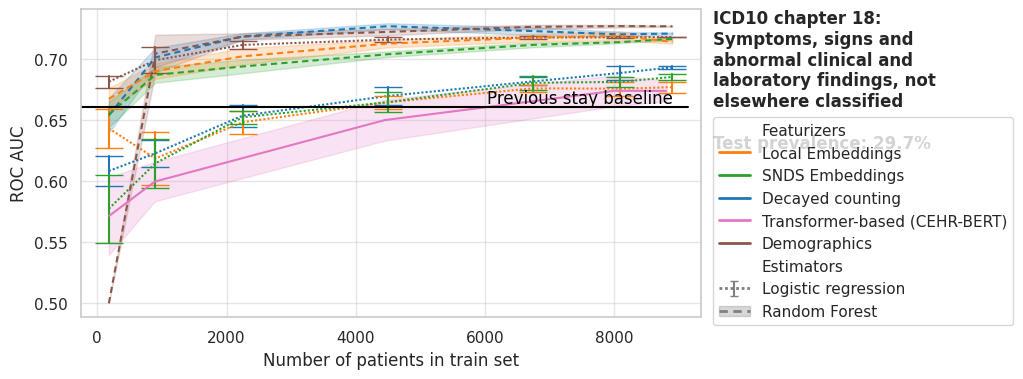 ICD10 chapter 18:
Symptoms, signs and
abnormal clinical and
laboratory findings, not
elsewhere classified
Test prevalence: 29.7%
Featurizers
Local Embeddings
SNDS Embeddings
Decayed counting
Transformer-based (CEHR-BERT)
Demographics
Estimators
Logistic regression
Random Forest
Previous stay baseline
ROC AUC
0.70
0.65
0.60
0.55
0.50
0
2000
4000
6000
8000
Number of patients in train set